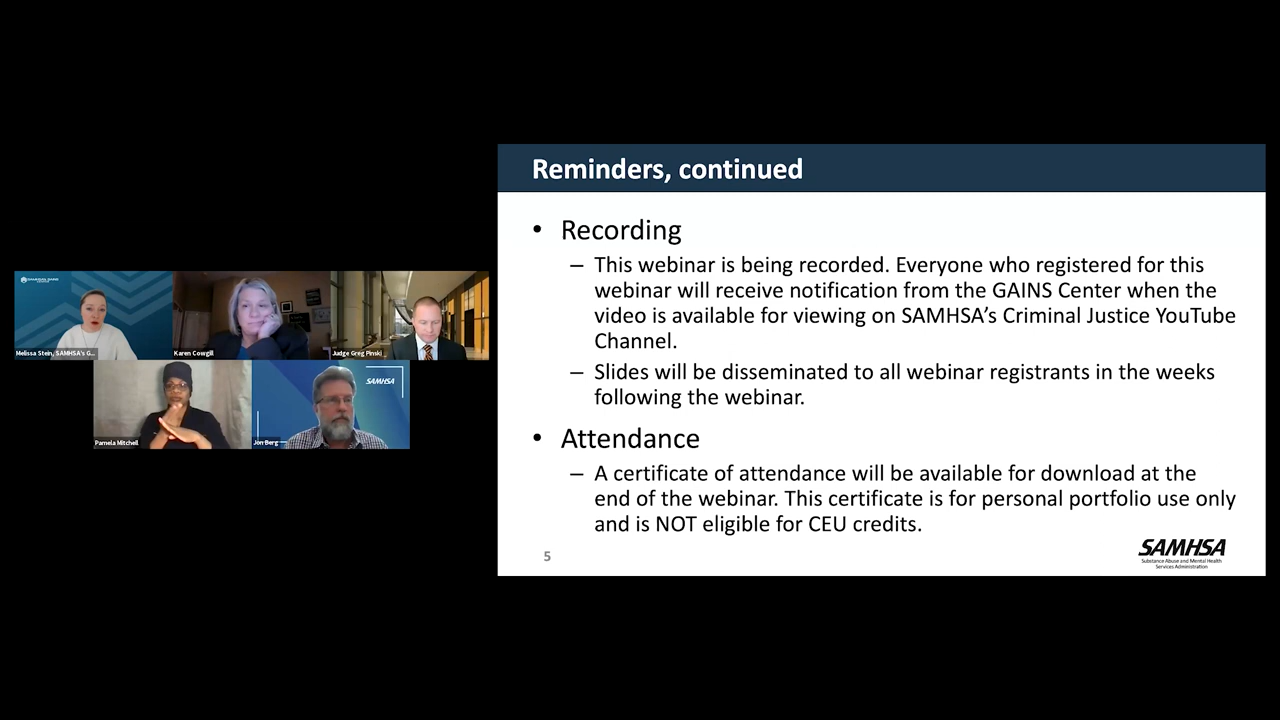 Reminders, continued
• Recording
– This webinar is being recorded. Everyone who registered for this
webinar will receive notification from the GAINS Center when the
video is available for viewing on SAMHSA’s Criminal Justice YouTube
Channel.
– Slides will be disseminated to all webinar registrants in the weeks
following the webinar.
• Attendance
– A certificate of attendance will be available for download at the
end of the webinar. This certificate is for personal portfolio use only
and is NOT eligible for CEU credits.
5
SAMHSA
Substance Abuse and Mental Health
Services Administration
Melissa Stein, SAMHSA's G...
Karen Cowgill
Judge Greg Pinski
Pamela Mitchell
Jon Berg
SAMHSA